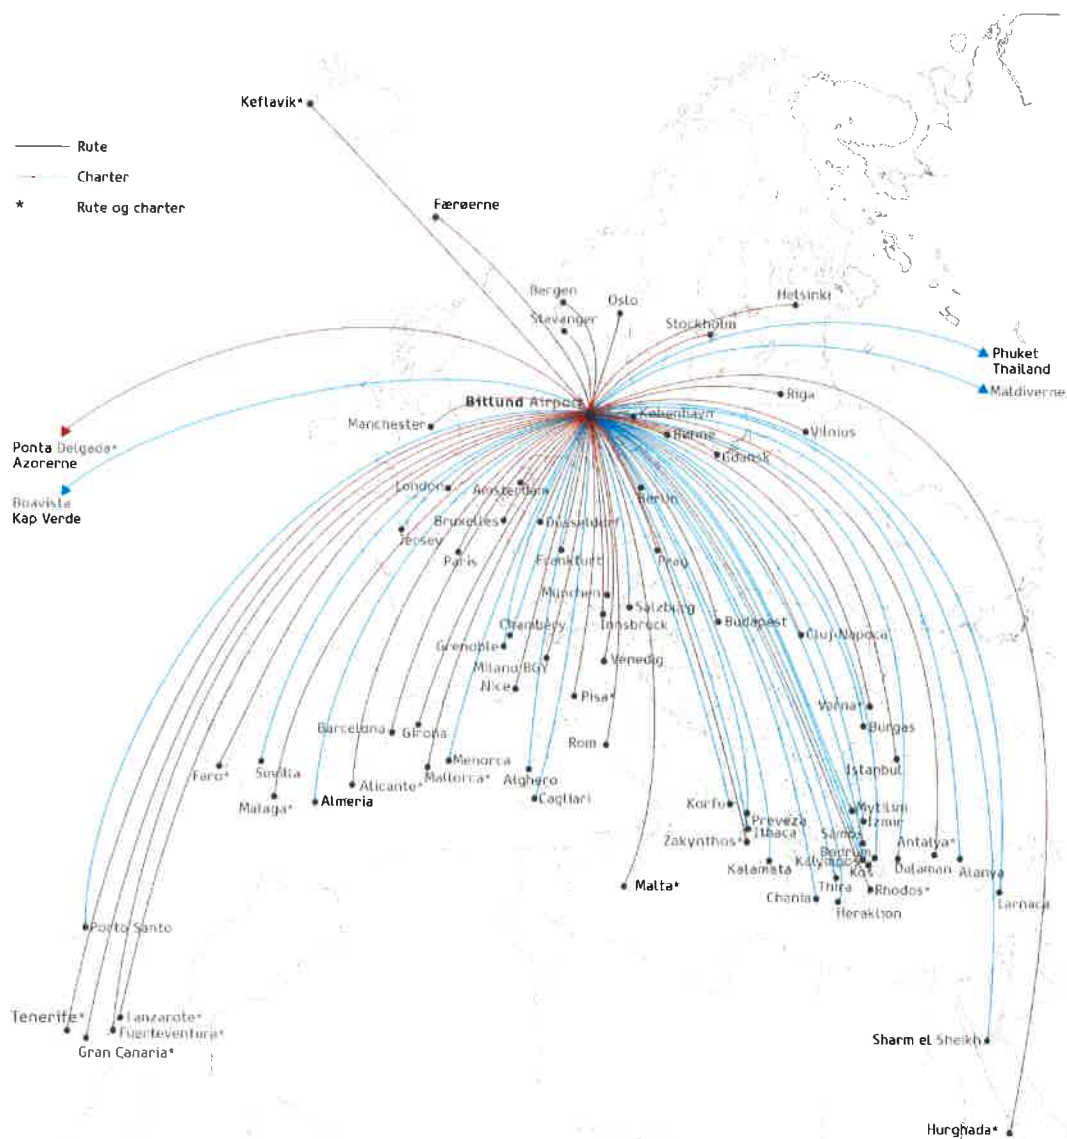 Keflavik*
Rute
Charter
* Rute og charter
Færøerne
Bergen
Oslo
Helsinki
Stavanger
Stockholm
Phuket
Thailand
Maldiverne
Billund Airport
Riga
København
Manchester
Rønne
Vilnius
Ponta Delgada*
Azorerne
Gdansk
Boavista
Kap Verde
London
Amsterdam
Berlin
Bruxelles
Düsseldorf
Jersey
Paris
Frankfurt
Prag
München
Salzburg
Chambery
Innsbruck
Budapest
Cluj-Napoca
Grenoble
Milano/BGY
Venedig
Nice
Pisa*
Varna*
Barcelona
Girona
Burgas
Rom
Menorca
Istanbul
Faro*
Sevilla
Mallorca*
Alghero
Alicante*
Malaga*
Almeria
Cagliari
Korfu
Mytilini
Preveza
Izmir
Ithaca
Samos
Zakynthos*
Antalya*
Bodrum
Kalymnos
Kos*
Dalaman
Alanya
Kalamata
Thira
Rhodos*
Malta*
Chania
Heraklion
Larnaca
Porto Santo
Tenerife*
Lanzarote*
Fuerteventura*
Gran Canaria*
Sharm el Sheikh
Hurghada*